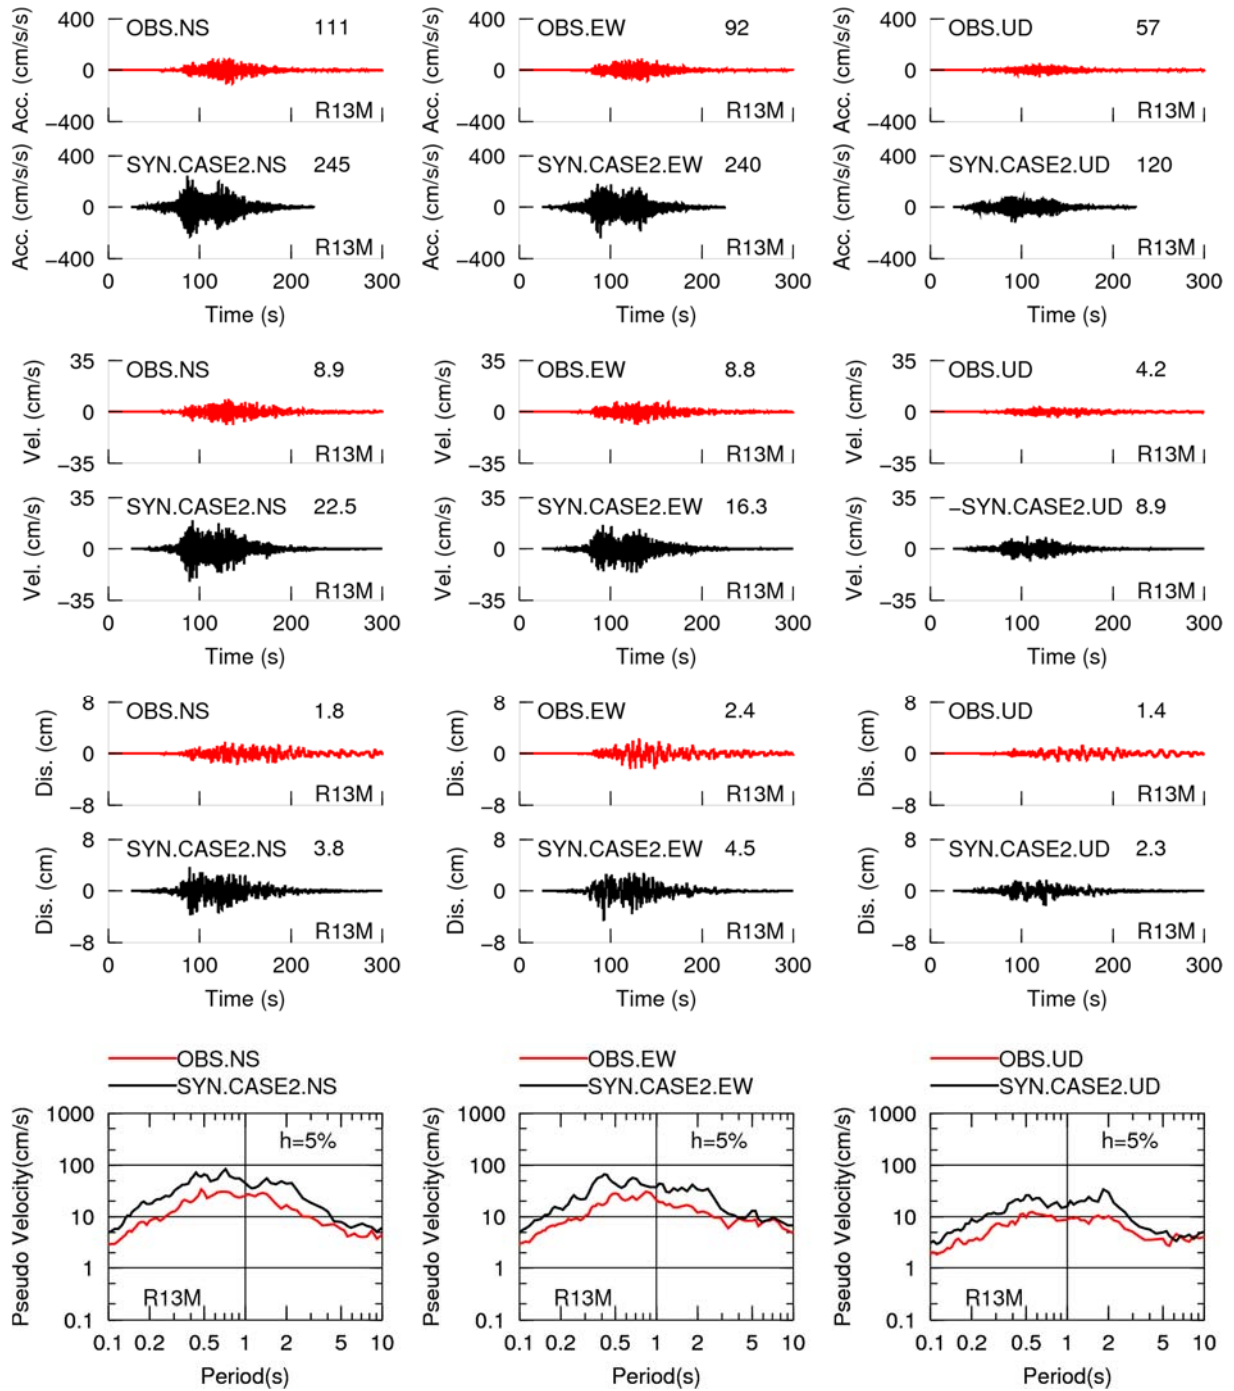 400 OBS.NS 111
Acc. (cm/s/s)
0
−400 R13M
400 SYN.CASE2.NS 245
Acc. (cm/s/s)
0
−400 R13M
0 100 200 300
Time (s)
400 OBS.EW 92
Acc. (cm/s/s)
0
−400 R13M
400 SYN.CASE2.EW 240
Acc. (cm/s/s)
0
−400 R13M
0 100 200 300
Time (s)
400 OBS.UD 57
Acc. (cm/s/s)
0
−400 R13M
400 SYN.CASE2.UD 120
Acc. (cm/s/s)
0
−400 R13M
0 100 200 300
Time (s)
35 OBS.NS 8.9
Vel. (cm/s)
0
−35 R13M
35 SYN.CASE2.NS 22.5
Vel. (cm/s)
0
−35 R13M
0 100 200 300
Time (s)
35 OBS.EW 8.8
Vel. (cm/s)
0
−35 R13M
35 SYN.CASE2.EW 16.3
Vel. (cm/s)
0
−35 R13M
0 100 200 300
Time (s)
35 OBS.UD 4.2
Vel. (cm/s)
0
−35 R13M
35 −SYN.CASE2.UD 8.9
Vel. (cm/s)
0
−35 R13M
0 100 200 300
Time (s)
8 OBS.NS 1.8
Dis. (cm)
0
−8 R13M
8 SYN.CASE2.NS 3.8
Dis. (cm)
0
−8 R13M
0 100 200 300
Time (s)
8 OBS.EW 2.4
Dis. (cm)
0
−8 R13M
8 SYN.CASE2.EW 4.5
Dis. (cm)
0
−8 R13M
0 100 200 300
Time (s)
8 OBS.UD 1.4
Dis. (cm)
0
−8 R13M
8 SYN.CASE2.UD 2.3
Dis. (cm)
0
−8 R13M
0 100 200 300
Time (s)
OBS.NS
SYN.CASE2.NS
Pseudo Velocity(cm/s)
1000
h=5%
100
10
1
R13M
0.1
0.1 0.2 0.5 1 2 5 10
Period(s)
OBS.EW
SYN.CASE2.EW
Pseudo Velocity(cm/s)
1000
h=5%
100
10
1
R13M
0.1
0.1 0.2 0.5 1 2 5 10
Period(s)
OBS.UD
SYN.CASE2.UD
Pseudo Velocity(cm/s)
1000
h=5%
100
10
1
R13M
0.1
0.1 0.2 0.5 1 2 5 10
Period(s)